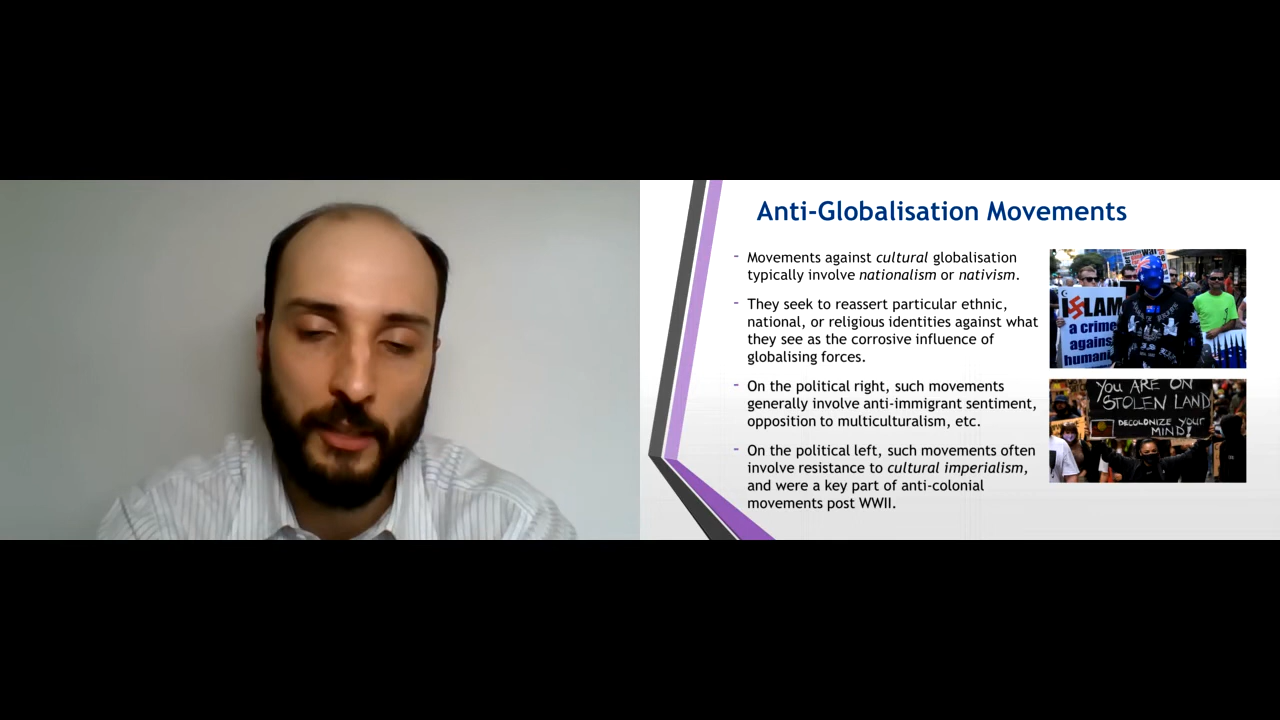 Anti-Globalisation Movements
- Movements against cultural globalisation
typically involve nationalism or nativism.
- They seek to reassert particular ethnic,
national, or religious identities against what
they see as the corrosive influence of
globalising forces.
- On the political right, such movements
generally involve anti-immigrant sentiment,
opposition to multiculturalism, etc.
- On the political left, such movements often
involve resistance to cultural imperialism,
and were a key part of anti-colonial
movements post WWII.
LAM
a crime
against
YOU ARE ON
STOLEN LAND
DECOLONIZE YOUR
MIND!